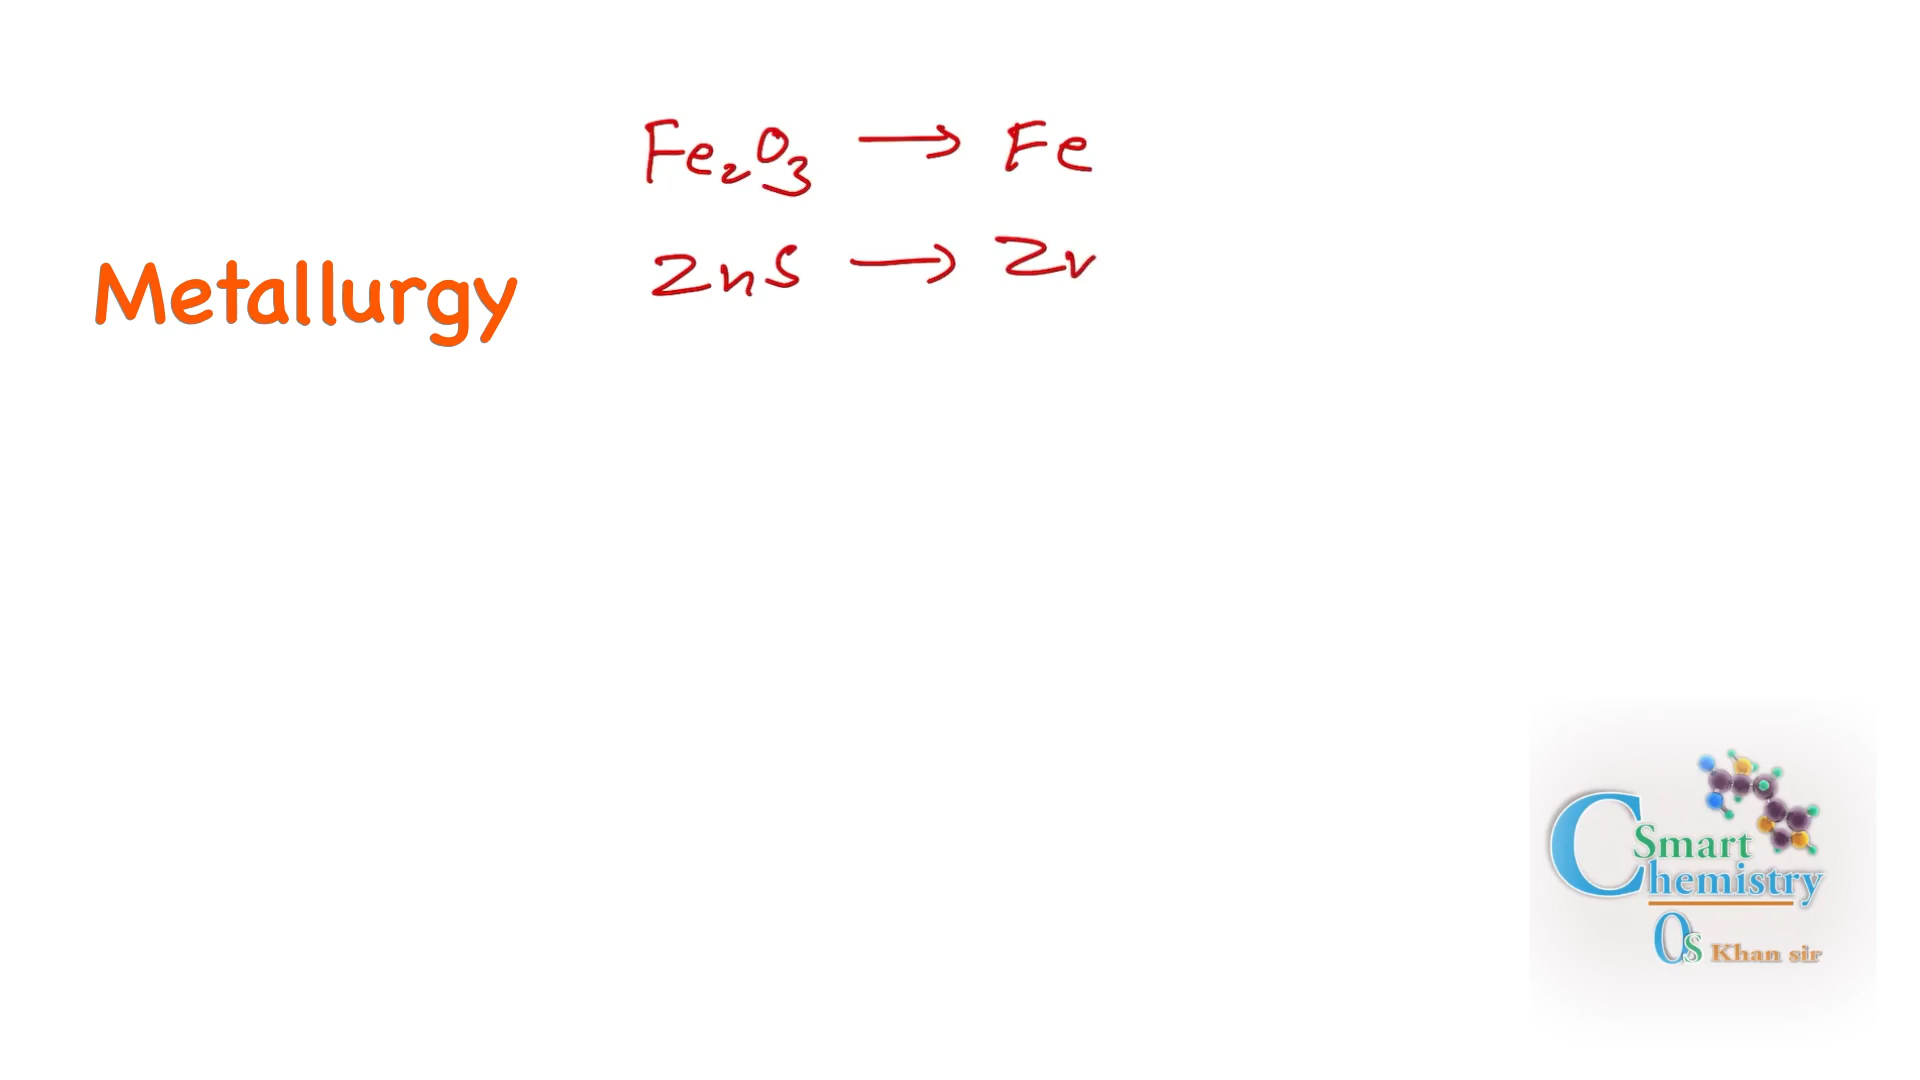 Fe₂O₃ → Fe
ZnS → Zn
Metallurgy
Smart
Chemistry
Os Khan sir